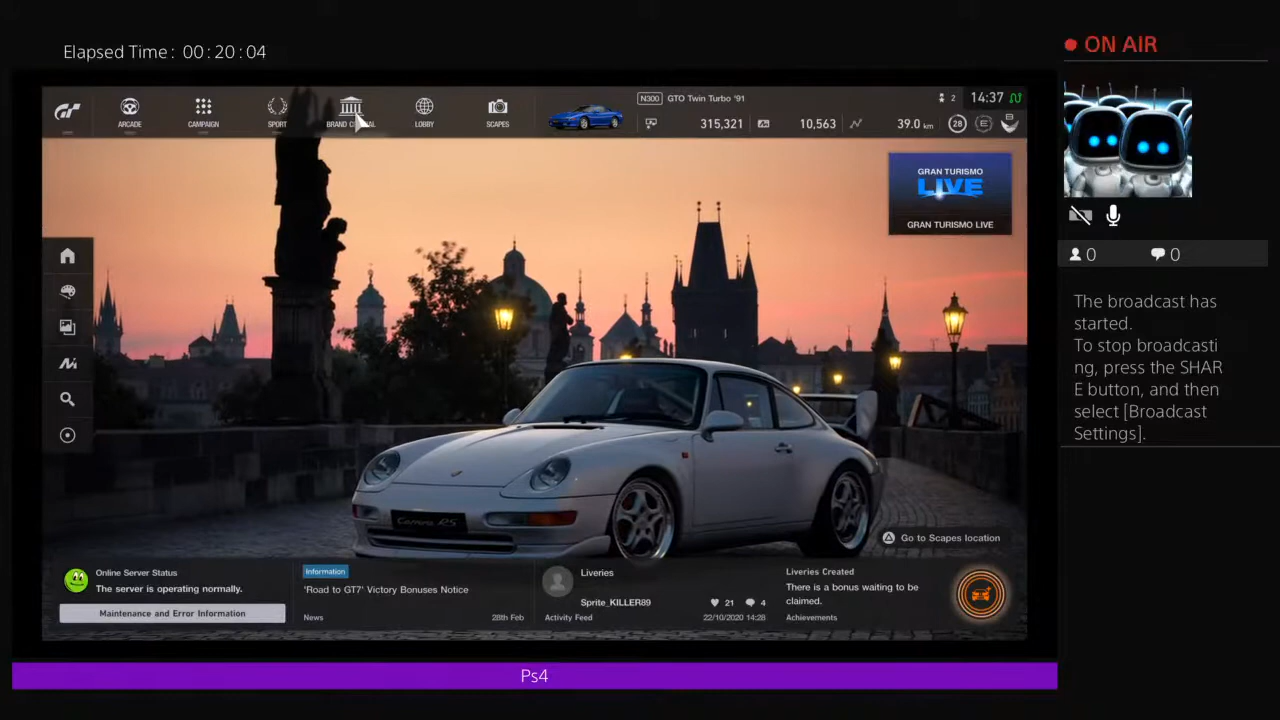 Elapsed Time: 00:20:04
ON AIR
ARCADE
CAMPAIGN
SPORT
BRAND CENTRAL
LOBBY
SCAPES
N300 GTO Twin Turbo '91
2 14:37
315,321 10,563 39.0 km 28 E B
GRAN TURISMO
LIVE
GRAN TURISMO LIVE
0 0
The broadcast has
started.
To stop broadcasti
ng, press the SHAR
E button, and then
select [Broadcast
Settings].
Carrera RS
Go to Scapes location
Online Server Status
The server is operating normally.
Maintenance and Error Information
Information
'Road to GT7' Victory Bonuses Notice
News 28th Feb
Liveries
Sprite_KILLER89 21 4
Activity Feed 22/10/2020 14:28
Liveries Created
There is a bonus waiting to be
claimed.
Achievements
Ps4